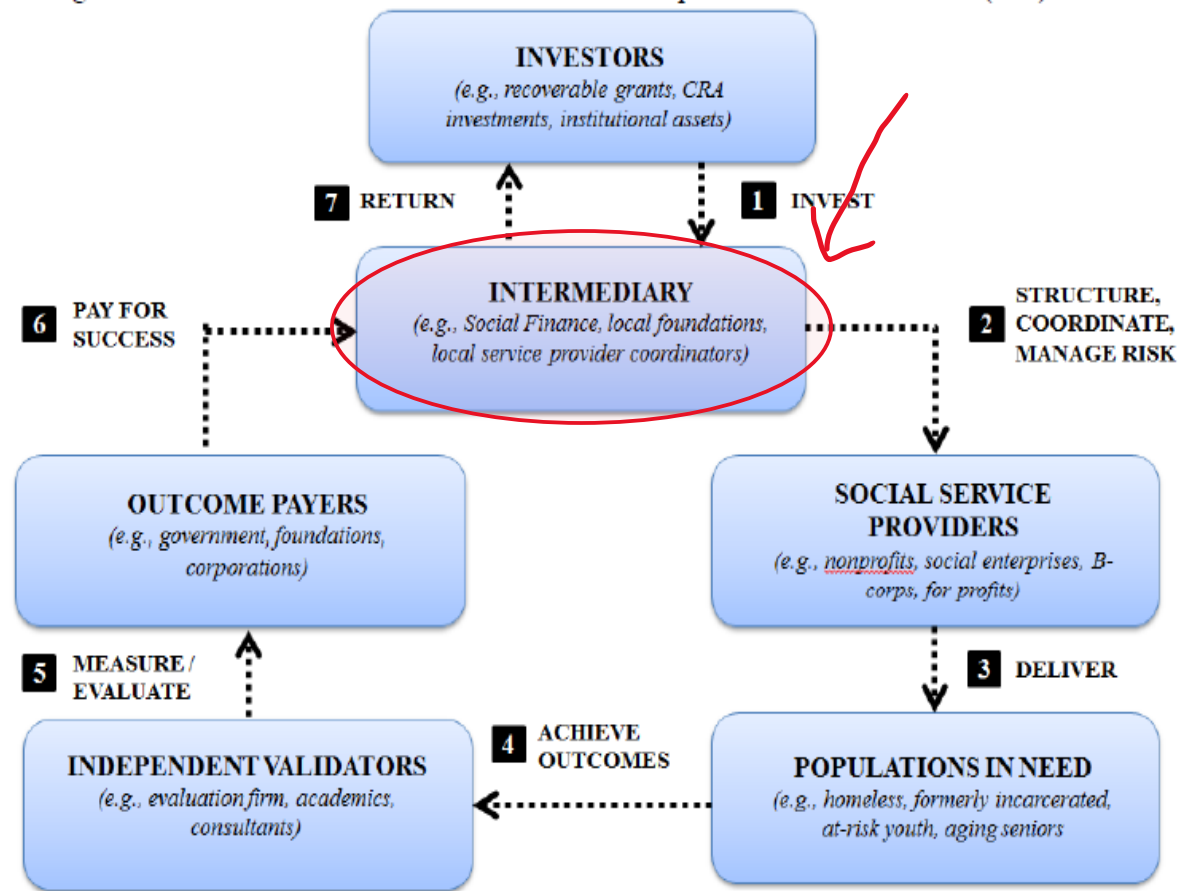 INVESTORS
(e.g., recoverable grants, CRA
investments, institutional assets)
7 RETURN
1 INVEST
INTERMEDIARY
(e.g., Social Finance, local foundations,
local service provider coordinators)
6 PAY FOR
SUCCESS
2 STRUCTURE,
COORDINATE,
MANAGE RISK
OUTCOME PAYERS
(e.g., government, foundations,
corporations)
SOCIAL SERVICE
PROVIDERS
(e.g., nonprofits, social enterprises, B-
corps, for profits)
5 MEASURE /
EVALUATE
3 DELIVER
4 ACHIEVE
OUTCOMES
INDEPENDENT VALIDATORS
(e.g., evaluation firm, academics,
consultants)
POPULATIONS IN NEED
(e.g., homeless, formerly incarcerated,
at-risk youth, aging seniors